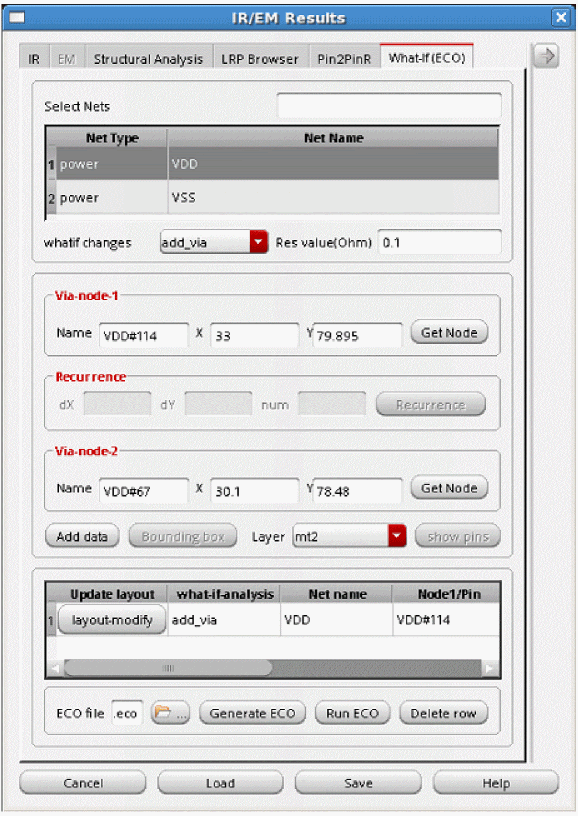 IR/EM Results
IR EM Structural Analysis LRP Browser Pin2PinR What-If(ECO)
Select Nets
Net Type Net Name
1 power VDD
2 power VSS
whatif changes add_via Res value(Ohm) 0.1
Via-node-1
Name VDD#114 X 33 Y 79.895 Get Node
Recurrence
dX dY num Recurrence
Via-node-2
Name VDD#67 X 30.1 Y 78.48 Get Node
Add data Bounding box Layer mt2 show pins
Update layout what-if-analysis Net name Node1/Pin
1 layout-modify add_via VDD VDD#114
ECO file .eco ... Generate ECO Run ECO Delete row
Cancel Load Save Help